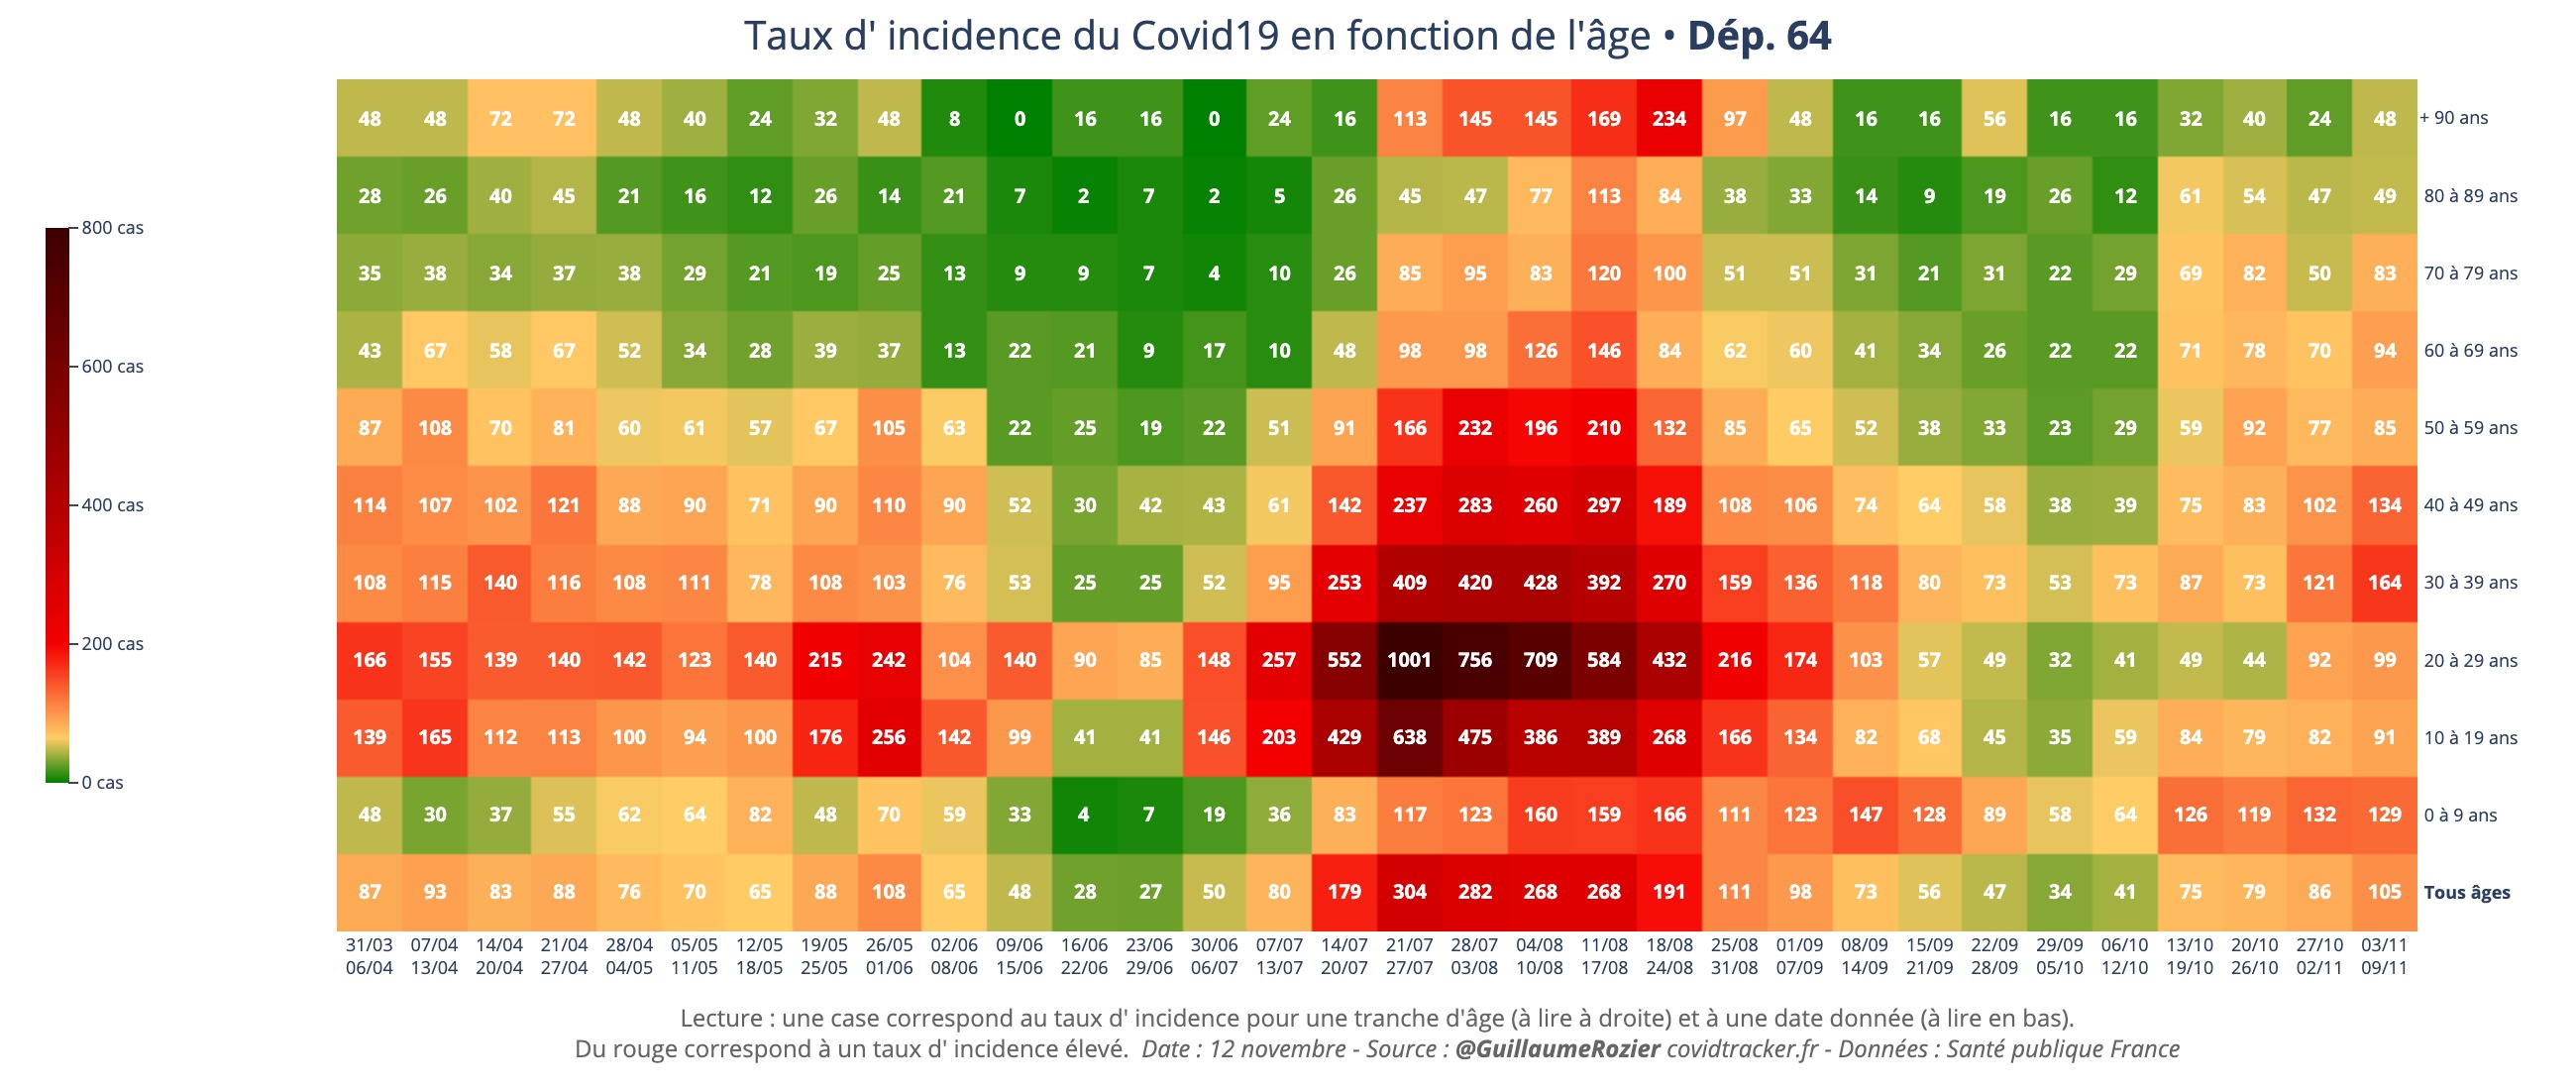 Taux d' incidence du Covid19 en fonction de l'âge • Dép. 64
48 48 72 72 48 40 24 32 48 8 0 16 16 0 24 16 113 145 145 169 234 97 48 16 16 56 16 16 32 40 24 48 + 90 ans
28 26 40 45 21 16 12 26 14 21 7 2 7 2 5 26 45 47 77 113 84 38 33 14 9 19 26 12 61 54 47 49 80 à 89 ans
800 cas
35 38 34 37 38 29 21 19 25 13 9 9 7 4 10 26 85 95 83 120 100 51 51 31 21 31 22 29 69 82 50 83 70 à 79 ans
43 67 58 67 52 34 28 39 37 13 22 21 9 17 10 48 98 98 126 146 84 62 60 41 34 26 22 22 71 78 70 94 60 à 69 ans
600 cas
87 108 70 81 60 61 57 67 105 63 22 25 19 22 51 91 166 232 196 210 132 85 65 52 38 33 23 29 59 92 77 85 50 à 59 ans
400 cas
114 107 102 121 88 90 71 90 110 90 52 30 42 43 61 142 237 283 260 297 189 108 106 74 64 58 38 39 75 83 102 134 40 à 49 ans
108 115 140 116 108 111 78 108 103 76 53 25 25 52 95 253 409 420 428 392 270 159 136 118 80 73 53 73 87 73 121 164 30 à 39 ans
200 cas
166 155 139 140 142 123 140 215 242 104 140 90 85 148 257 552 1001 756 709 584 432 216 174 103 57 49 32 41 49 44 92 99 20 à 29 ans
139 165 112 113 100 94 100 176 256 142 99 41 41 146 203 429 638 475 386 389 268 166 134 82 68 45 35 59 84 79 82 91 10 à 19 ans
0 cas
48 30 37 55 62 64 82 48 70 59 33 4 7 19 36 83 117 123 160 159 166 111 123 147 128 89 58 64 126 119 132 129 0 à 9 ans
87 93 83 88 76 70 65 88 108 65 48 28 27 50 80 179 304 282 268 268 191 111 98 73 56 47 34 41 75 79 86 105 Tous âges
31/03 07/04 14/04 21/04 28/04 05/05 12/05 19/05 26/05 02/06 09/06 16/06 23/06 30/06 07/07 14/07 21/07 28/07 04/08 11/08 18/08 25/08 01/09 08/09 15/09 22/09 29/09 06/10 13/10 20/10 27/10 03/11
06/04 13/04 20/04 27/04 04/05 11/05 18/05 25/05 01/06 08/06 15/06 22/06 29/06 06/07 13/07 20/07 27/07 03/08 10/08 17/08 24/08 31/08 07/09 14/09 21/09 28/09 05/10 12/10 19/10 26/10 02/11 09/11
Lecture : une case correspond au taux d' incidence pour une tranche d'âge (à lire à droite) et à une date donnée (à lire en bas).
Du rouge correspond à un taux d' incidence élevé. Date : 12 novembre - Source : @GuillaumeRozier covidtracker.fr - Données : Santé publique France